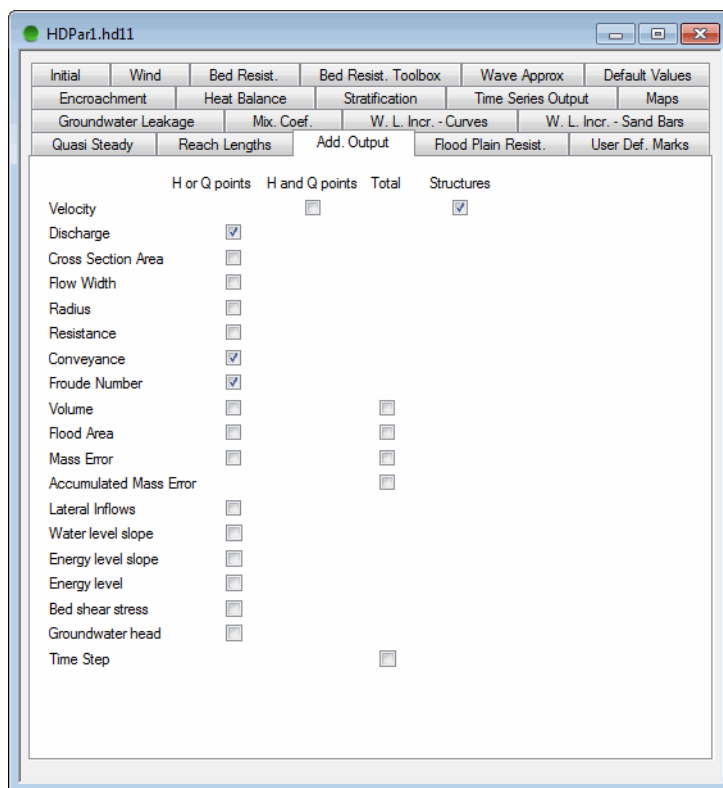 HDPar1.hd11
Initial Wind Bed Resist. Bed Resist. Toolbox Wave Approx Default Values
Encroachment Heat Balance Stratification Time Series Output Maps
Groundwater Leakage Mix. Coef. W. L. Incr. - Curves W. L. Incr. - Sand Bars
Quasi Steady Reach Lengths Add. Output Flood Plain Resist. User Def. Marks
H or Q points H and Q points Total Structures
Velocity
Discharge
Cross Section Area
Flow Width
Radius
Resistance
Conveyance
Froude Number
Volume
Flood Area
Mass Error
Accumulated Mass Error
Lateral Inflows
Water level slope
Energy level slope
Energy level
Bed shear stress
Groundwater head
Time Step